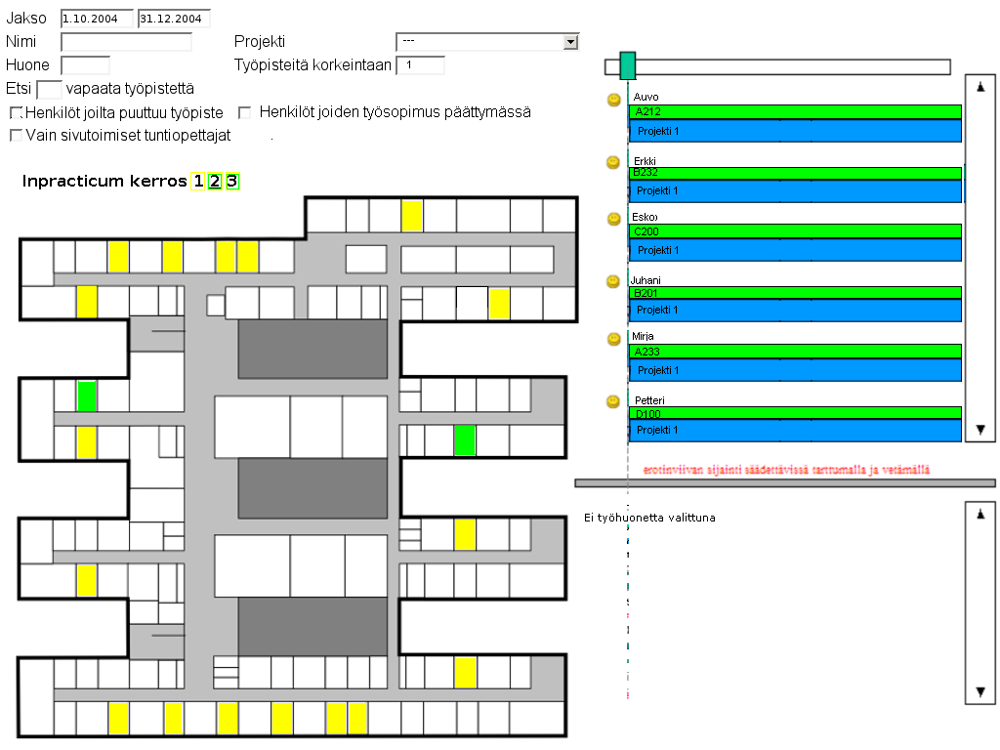 Jakso 1.10.2004 31.12.2004
Nimi
Projekti ---
Huone
Työpisteitä korkeintaan 1
Etsi vapaata työpistettä
Henkilöt joilta puuttuu työpiste
Henkilöt joiden työsopimus päättymässä
Vain sivutoimiset tuntiopettajat .
Inpracticum kerros 1 2 3
Auvo
A212
Projekti 1
Erkki
B232
Projekti 1
Esko
C200
Projekti 1
Juhani
B201
Projekti 1
Mirja
A233
Projekti 1
Petteri
D100
Projekti 1
erotinviivan sijainti säädettävissä tarttumalla ja vetämällä
Ei työhuonetta valittuna